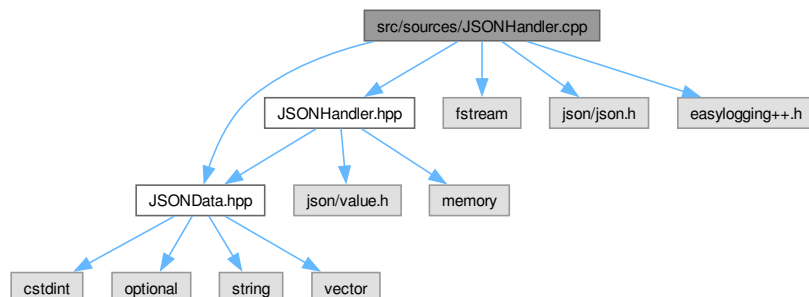 src/sources/JSONHandler.cpp
JSONHandler.hpp
fstream
json/json.h
easylogging++.h
JSONData.hpp
json/value.h
memory
cstdint
optional
string
vector